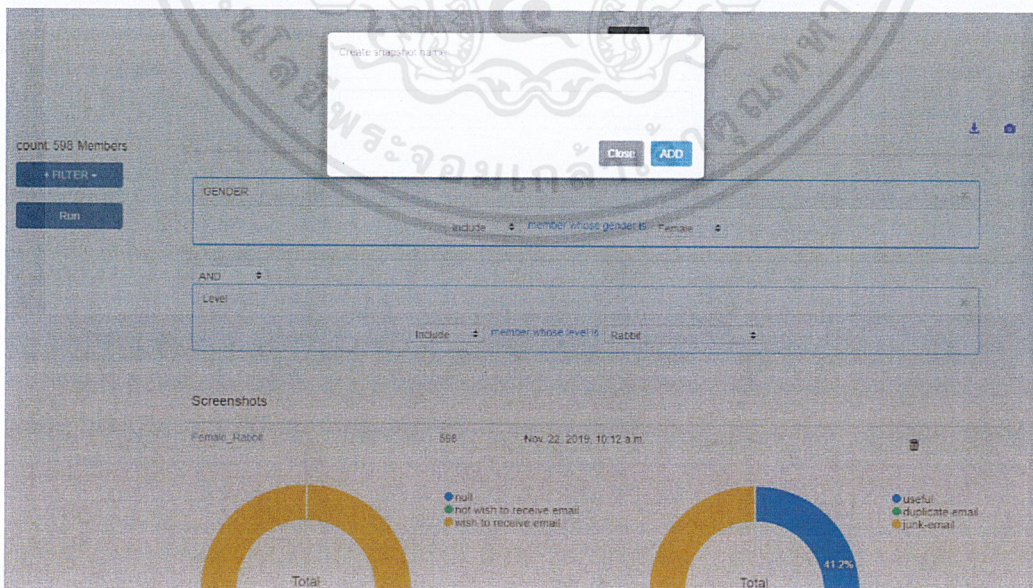 Create snapshot name
Close ADD
count: 598 Members
+ FILTER
Run
GENDER
Include member whose gender is Female
AND
Level
Include member whose level is Rabbit
Screenshots
Female_Rabbit 598 Nov. 22, 2019, 10:12 a.m.
null
not wish to receive email
wish to receive email
Total
useful
duplicate email
junk-email
41.2%
Total